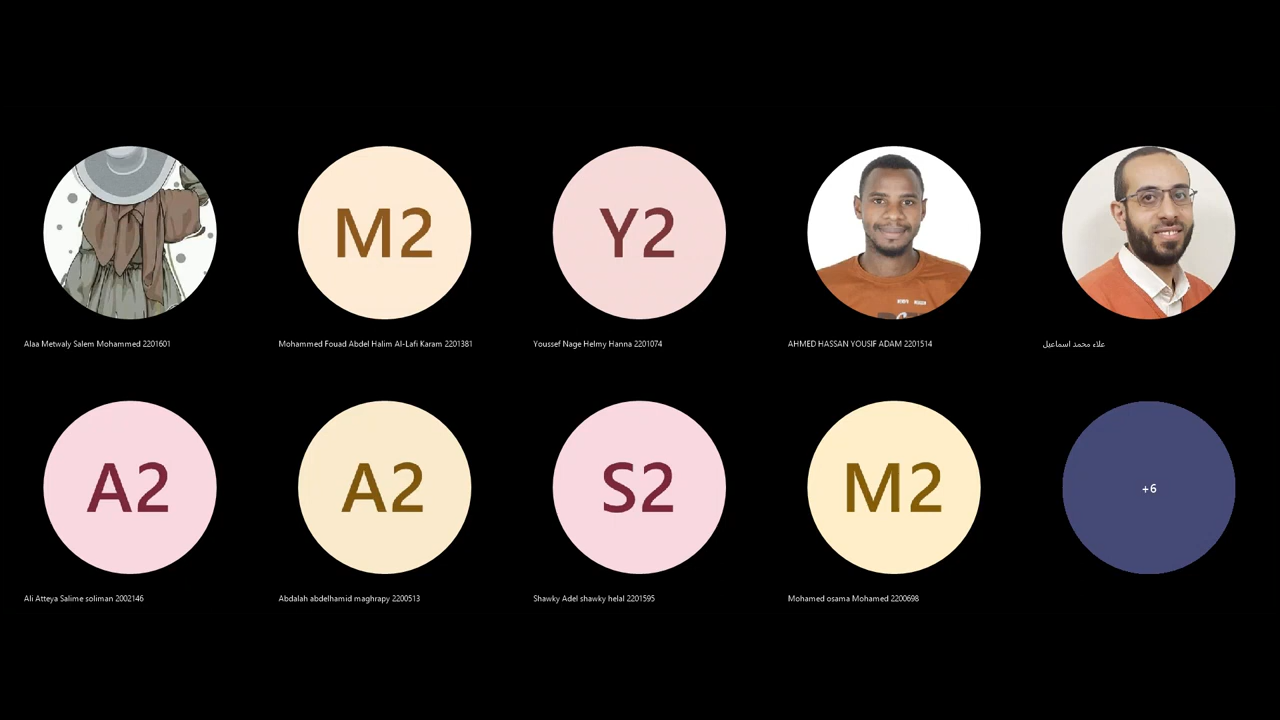 M2
Y2
Alaa Metwaly Salem Mohammed 2201601
Mohammed Fouad Abdel Halim Al-Lafi Karam 2201381
Youssef Nage Helmy Hanna 2201074
AHMED HASSAN YOUSIF ADAM 2201514
علاء محمد اسماعيل
A2
A2
S2
M2
+6
Ali Atteya Salime soliman 2002146
Abdalah abdelhamid maghrapy 2200513
Shawky Adel shawky helal 2201595
Mohamed osama Mohamed 2200698